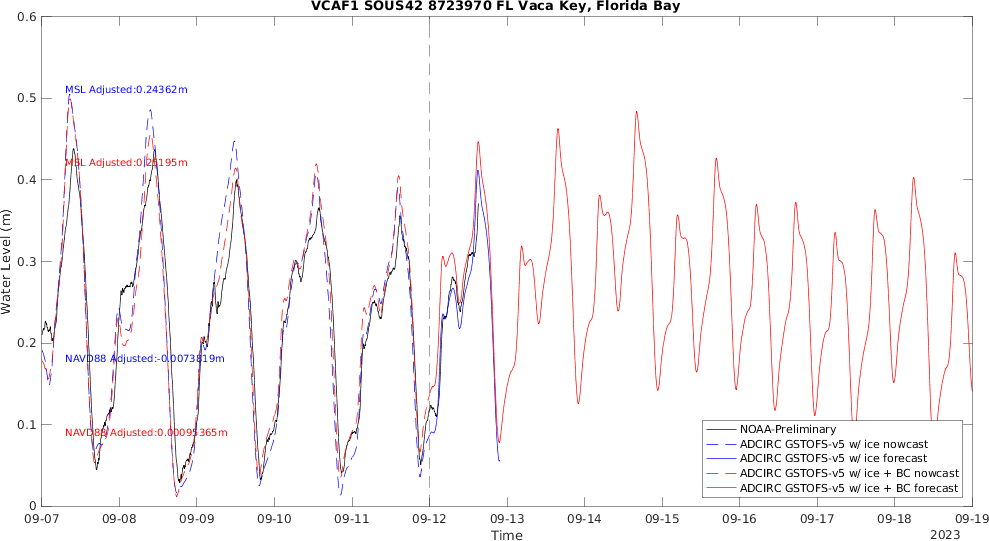 VCAF1 SOUS42 8723970 FL Vaca Key, Florida Bay
0.6
0.5
0.4
0.3
0.2
0.1
0
Water Level (m)
MSL Adjusted:0.24362m
MSL
NAVD88 Adjusted:-0.0073819m
NAVD88 Adjusted:0.00095365m
NOAA-Preliminary
ADCIRC GSTOFS-v5 w/ ice nowcast
ADCIRC GSTOFS-v5 w/ ice forecast
ADCIRC GSTOFS-v5 w/ ice + BC nowcast
ADCIRC GSTOFS-v5 w/ ice + BC forecast
09-07 09-08 09-09 09-10 09-11 09-12 09-13 09-14 09-15 09-16 09-17 09-18 09-19
Time
2023